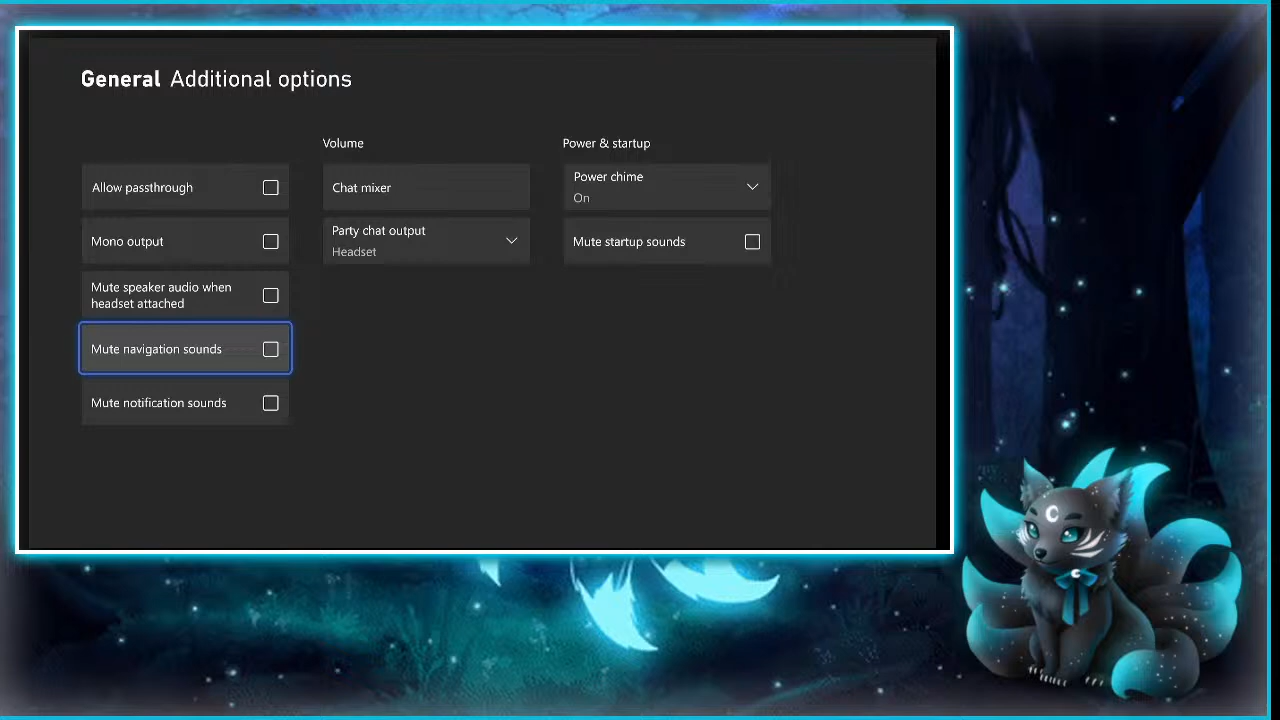 General Additional options
Allow passthrough
Mono output
Mute speaker audio when
headset attached
Mute navigation sounds
Mute notification sounds
Volume
Chat mixer
Party chat output
Headset
Power & startup
Power chime
On
Mute startup sounds